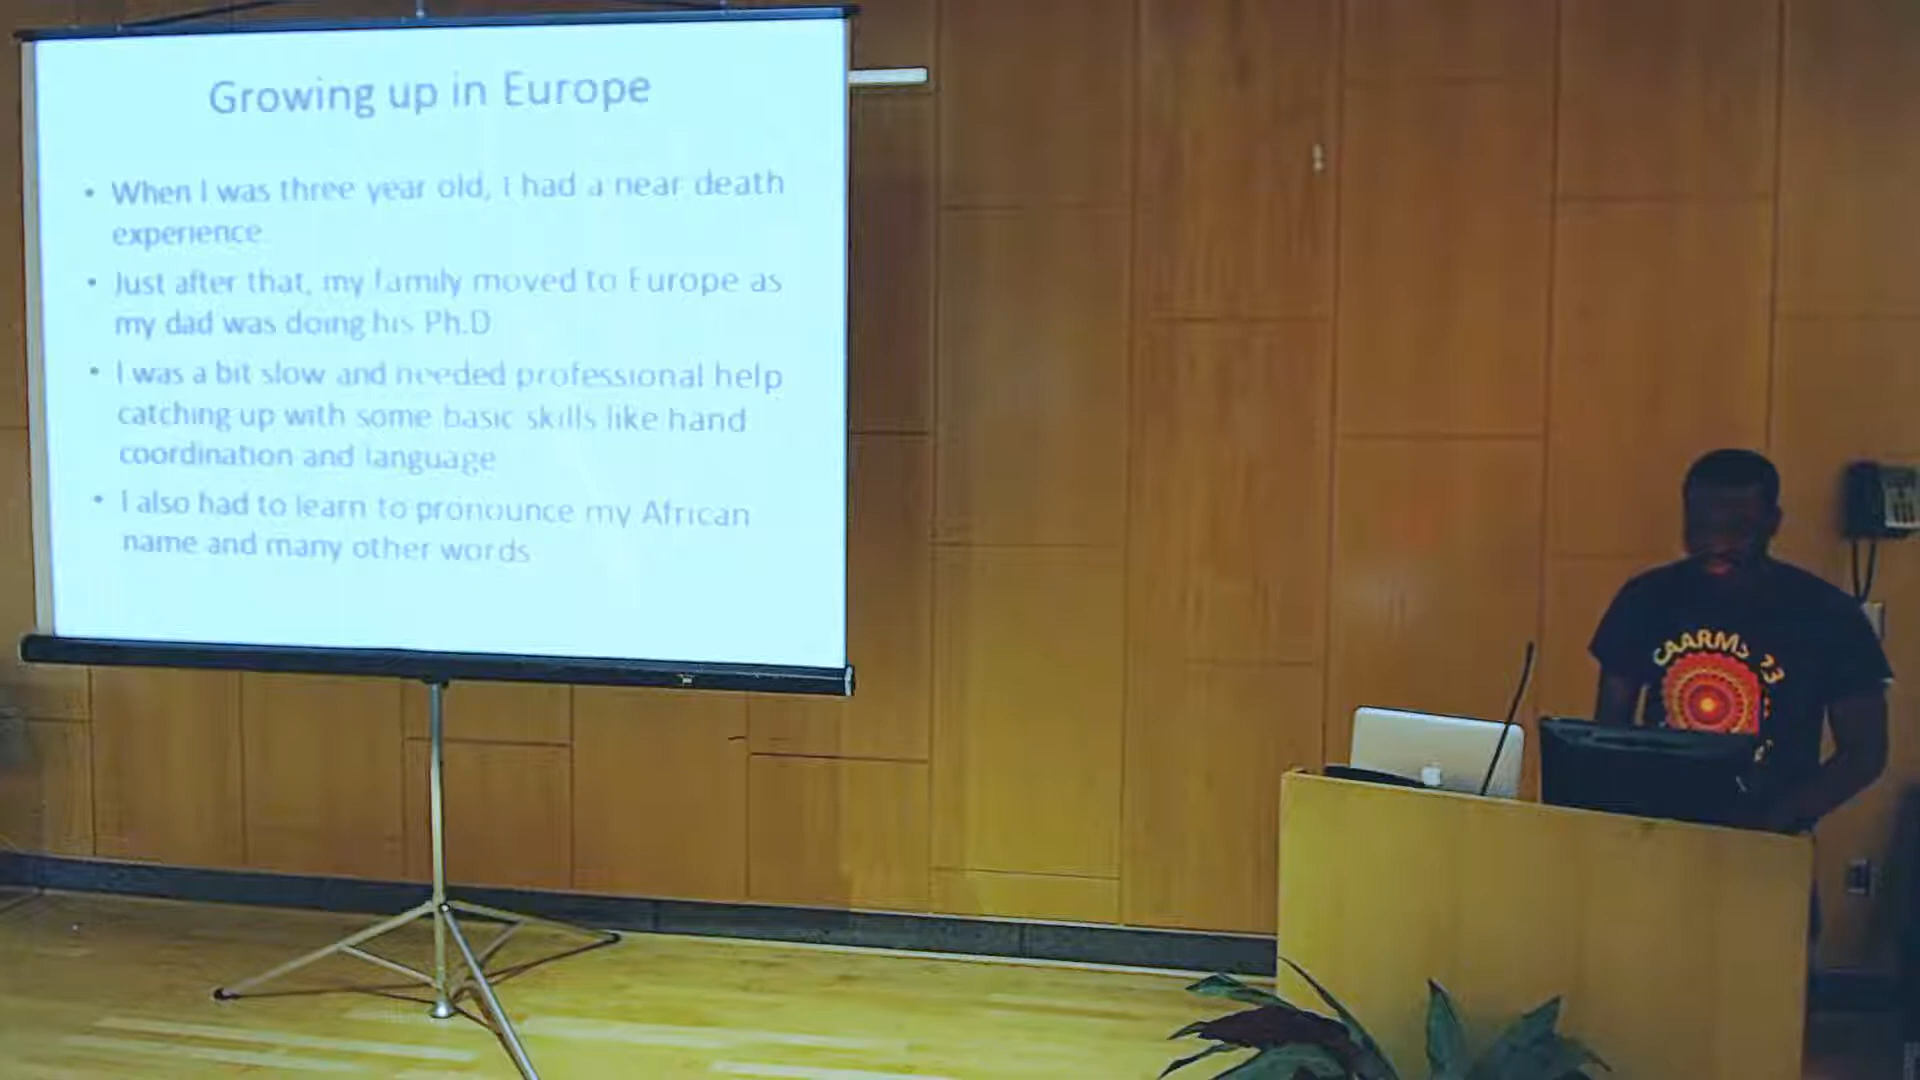 Growing up in Europe
• When I was three year old, I had a near death
experience
• Just after that, my family moved to Europe as
my dad was doing his Ph.D
• I was a bit slow and needed professional help
catching up with some basic skills like hand
coordination and language
• I also had to learn to pronounce my African
name and many other words
CAARMS 23